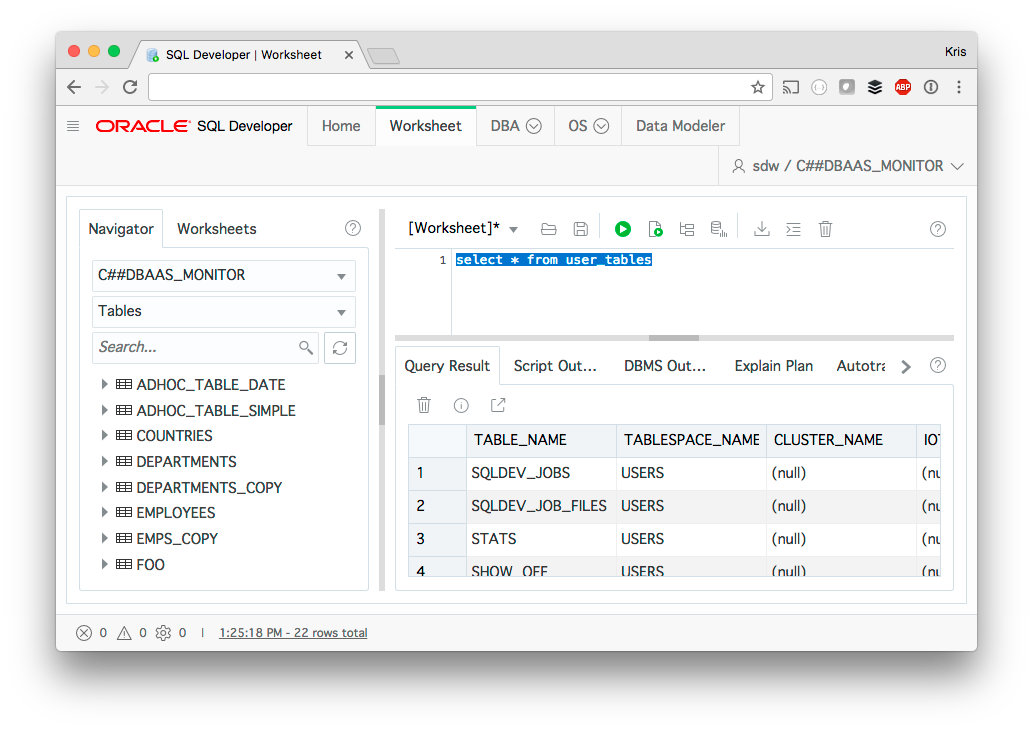 SQL Developer | Worksheet
Kris
ABP
ORACLE SQL Developer
Home
Worksheet
DBA
OS
Data Modeler
sdw / C##DBAAS_MONITOR
Navigator
Worksheets
C##DBAAS_MONITOR
Tables
Search...
ADHOC_TABLE_DATE
ADHOC_TABLE_SIMPLE
COUNTRIES
DEPARTMENTS
DEPARTMENTS_COPY
EMPLOYEES
EMPS_COPY
FOO
[Worksheet]*
1 select * from user_tables
Query Result
Script Out...
DBMS Out...
Explain Plan
Autotra
TABLE_NAME TABLESPACE_NAME CLUSTER_NAME IOT
1 SQLDEV_JOBS USERS (null) (nu
2 SQLDEV_JOB_FILES USERS (null) (nu
3 STATS USERS (null) (nu
4 SHOW_OFF USERS (null) (nu
0 0 0 | 1:25:18 PM - 22 rows total